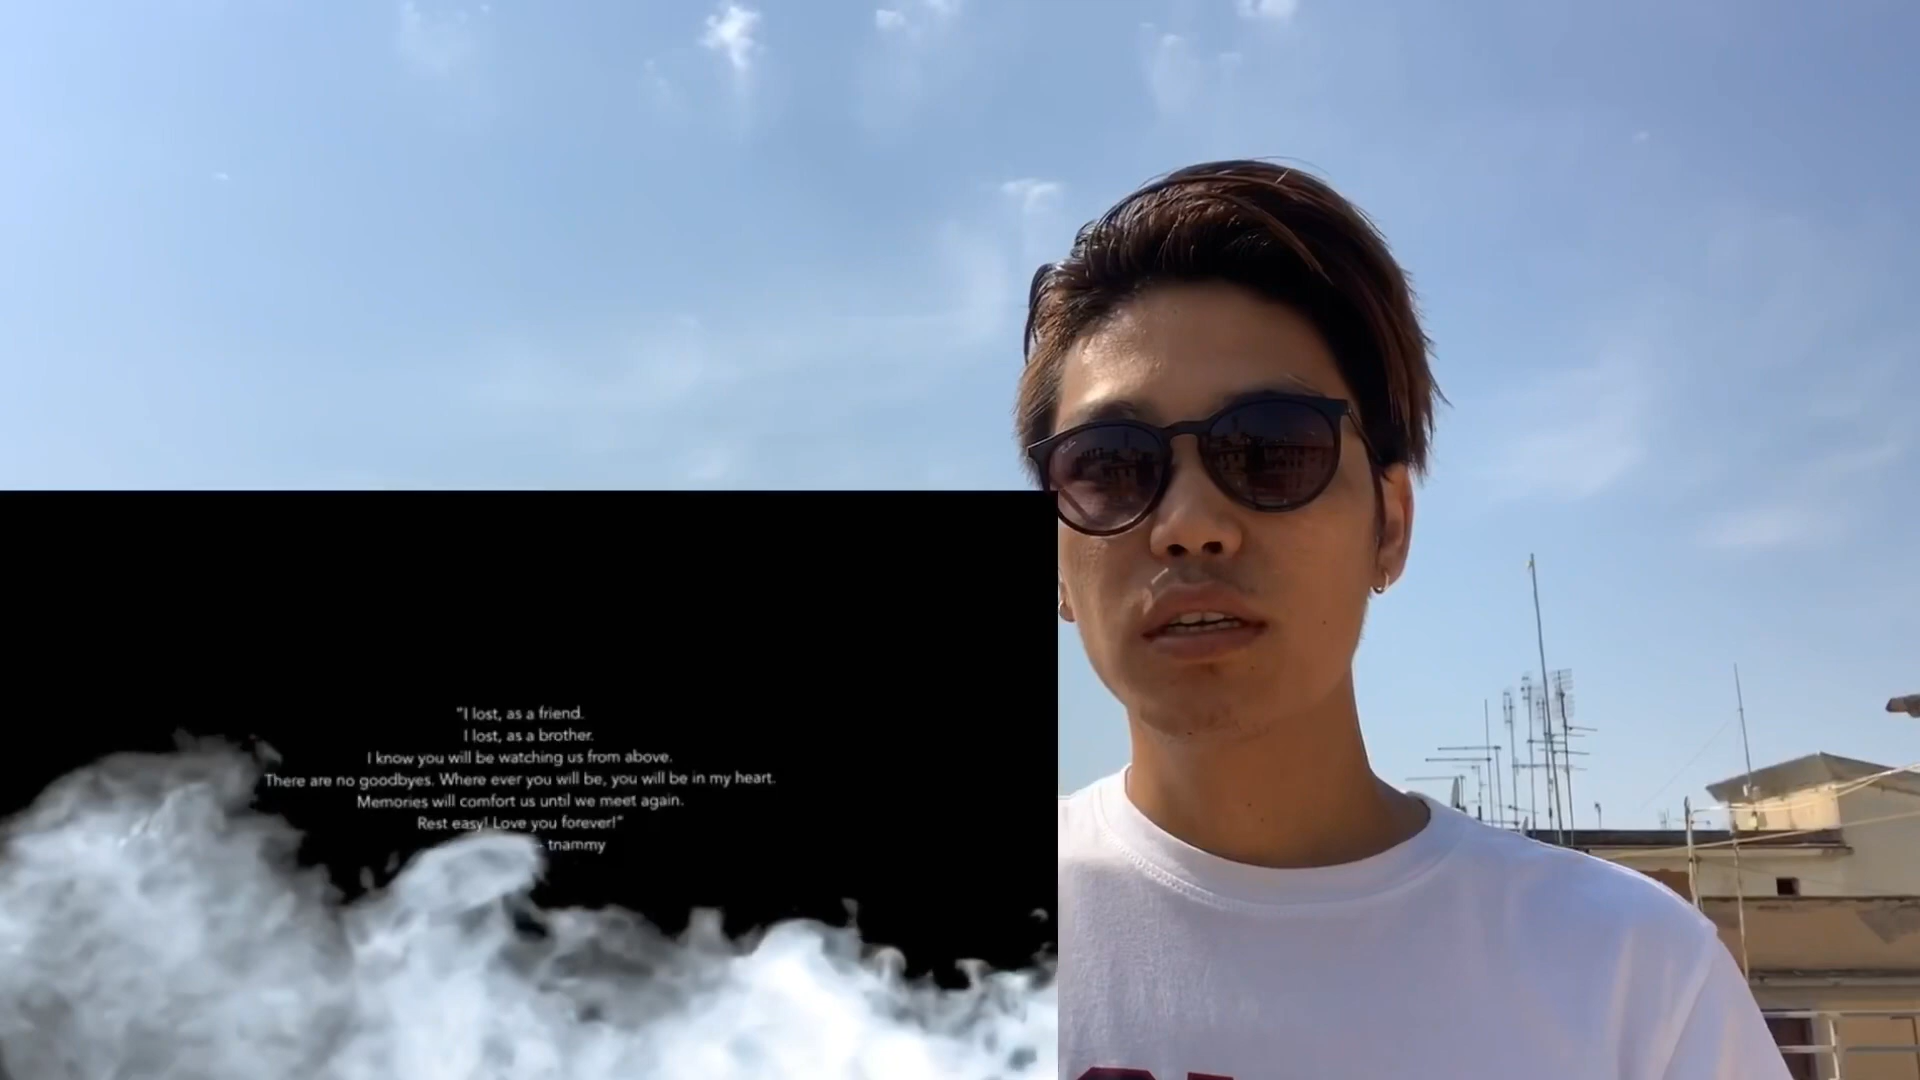 "I lost, as a friend.
I lost, as a brother.
I know you will be watching us from above.
There are no goodbyes. Where ever you will be, you will be in my heart.
Memories will comfort us until we meet again.
Rest easy! Love you forever!"
- tnammy